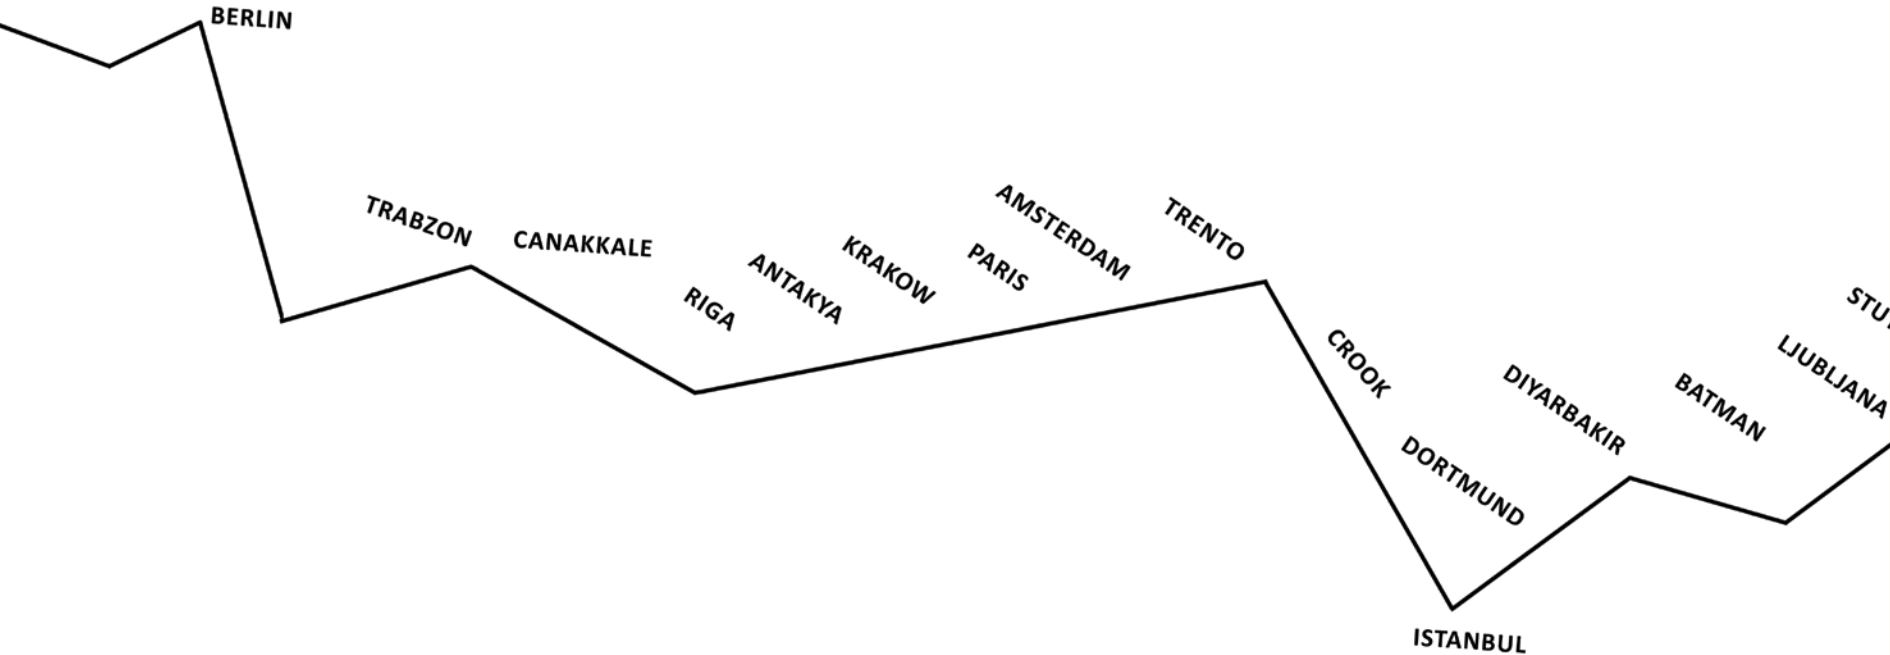 BERLIN
TRABZON
CANAKKALE
RIGA
ANTAKYA
KRAKOW
PARIS
AMSTERDAM
TRENTO
CROOK
DORTMUND
ISTANBUL
DIYARBAKIR
BATMAN
LJUBLJANA